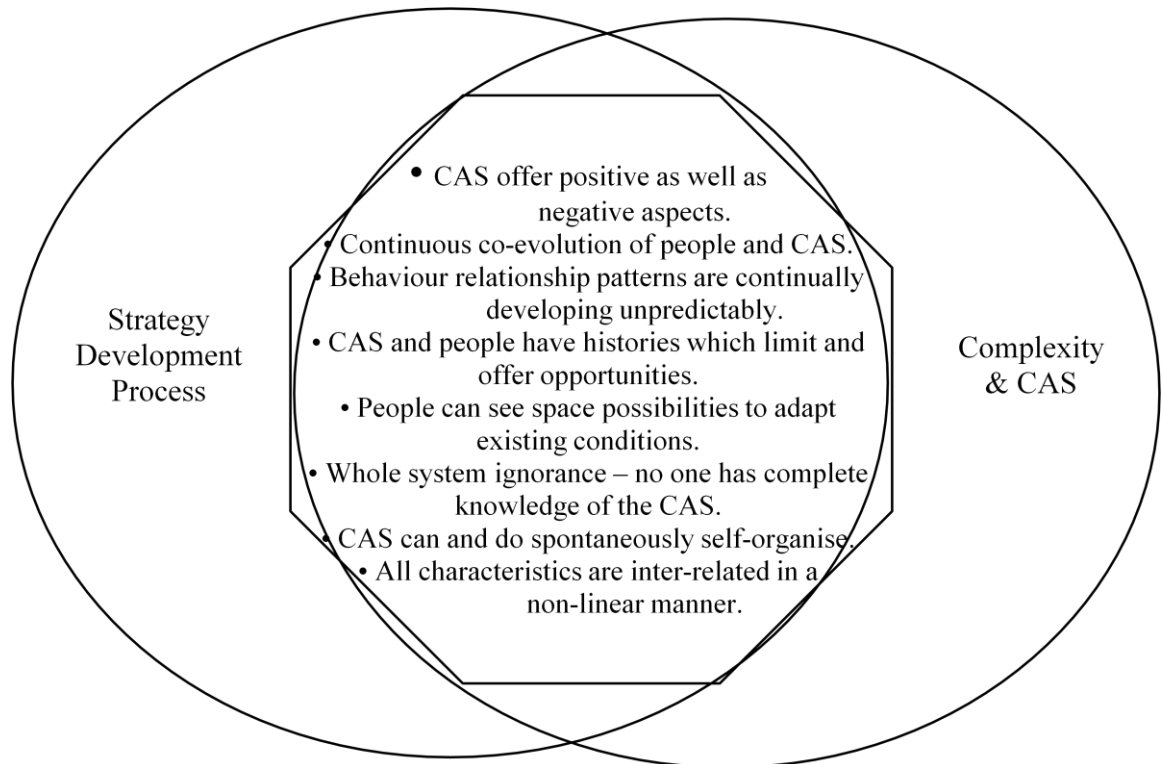 Strategy
Development
Process
• CAS offer positive as well as
negative aspects.
• Continuous co-evolution of people and CAS.
• Behaviour relationship patterns are continually
developing unpredictably.
• CAS and people have histories which limit and
offer opportunities.
• People can see space possibilities to adapt
existing conditions.
• Whole system ignorance – no one has complete
knowledge of the CAS.
• CAS can and do spontaneously self-organise.
• All characteristics are inter-related in a
non-linear manner.
Complexity
& CAS